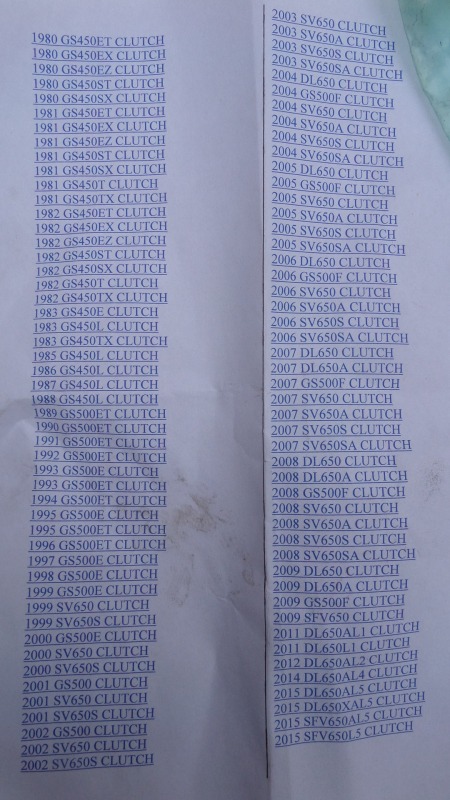 1980 GS450ET CLUTCH
1980 GS450EX CLUTCH
1980 GS450EZ CLUTCH
1980 GS450ST CLUTCH
1980 GS450SX CLUTCH
1981 GS450ET CLUTCH
1981 GS450EX CLUTCH
1981 GS450EZ CLUTCH
1981 GS450ST CLUTCH
1981 GS450SX CLUTCH
1981 GS450T CLUTCH
1981 GS450TX CLUTCH
1982 GS450ET CLUTCH
1982 GS450EX CLUTCH
1982 GS450EZ CLUTCH
1982 GS450ST CLUTCH
1982 GS450SX CLUTCH
1982 GS450T CLUTCH
1982 GS450TX CLUTCH
1983 GS450E CLUTCH
1983 GS450L CLUTCH
1983 GS450TX CLUTCH
1985 GS450L CLUTCH
1986 GS450L CLUTCH
1987 GS450L CLUTCH
1988 GS450L CLUTCH
1989 GS500ET CLUTCH
1990 GS500ET CLUTCH
1991 GS500ET CLUTCH
1992 GS500ET CLUTCH
1993 GS500E CLUTCH
1993 GS500ET CLUTCH
1994 GS500ET CLUTCH
1995 GS500E CLUTCH
1995 GS500ET CLUTCH
1996 GS500ET CLUTCH
1997 GS500E CLUTCH
1998 GS500E CLUTCH
1999 GS500E CLUTCH
1999 SV650 CLUTCH
1999 SV650S CLUTCH
2000 GS500E CLUTCH
2000 SV650 CLUTCH
2000 SV650S CLUTCH
2001 GS500 CLUTCH
2001 SV650 CLUTCH
2001 SV650S CLUTCH
2002 GS500 CLUTCH
2002 SV650 CLUTCH
2002 SV650S CLUTCH
2003 SV650 CLUTCH
2003 SV650A CLUTCH
2003 SV650S CLUTCH
2003 SV650SA CLUTCH
2004 DL650 CLUTCH
2004 GS500F CLUTCH
2004 SV650 CLUTCH
2004 SV650A CLUTCH
2004 SV650S CLUTCH
2004 SV650SA CLUTCH
2005 DL650 CLUTCH
2005 GS500F CLUTCH
2005 SV650 CLUTCH
2005 SV650A CLUTCH
2005 SV650S CLUTCH
2005 SV650SA CLUTCH
2006 DL650 CLUTCH
2006 GS500F CLUTCH
2006 SV650 CLUTCH
2006 SV650A CLUTCH
2006 SV650S CLUTCH
2006 SV650SA CLUTCH
2007 DL650 CLUTCH
2007 DL650A CLUTCH
2007 GS500F CLUTCH
2007 SV650 CLUTCH
2007 SV650A CLUTCH
2007 SV650S CLUTCH
2007 SV650SA CLUTCH
2008 DL650 CLUTCH
2008 DL650A CLUTCH
2008 GS500F CLUTCH
2008 SV650 CLUTCH
2008 SV650A CLUTCH
2008 SV650S CLUTCH
2008 SV650SA CLUTCH
2009 DL650 CLUTCH
2009 DL650A CLUTCH
2009 GS500F CLUTCH
2009 SFV650 CLUTCH
2011 DL650AL1 CLUTCH
2011 DL650L1 CLUTCH
2012 DL650AL2 CLUTCH
2014 DL650AL4 CLUTCH
2015 DL650AL5 CLUTCH
2015 DL650XAL5 CLUTCH
2015 SFV650AL5 CLUTCH
2015 SFV650L5 CLUTCH